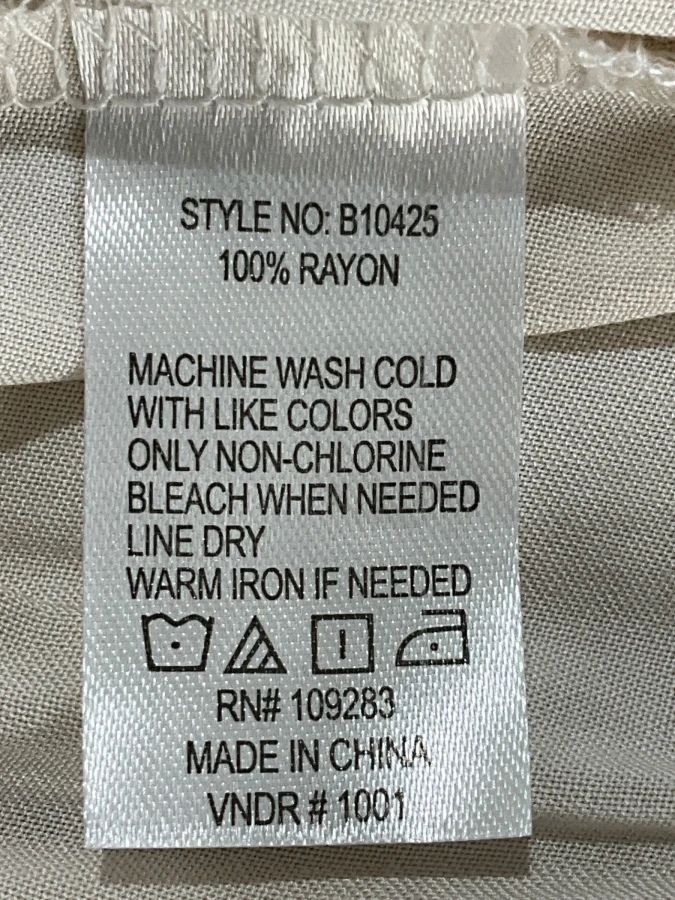 STYLE NO: B10425
100% RAYON
MACHINE WASH COLD
WITH LIKE COLORS
ONLY NON-CHLORINE
BLEACH WHEN NEEDED
LINE DRY
WARM IRON IF NEEDED
RN# 109283
MADE IN CHINA
VNDR # 1001